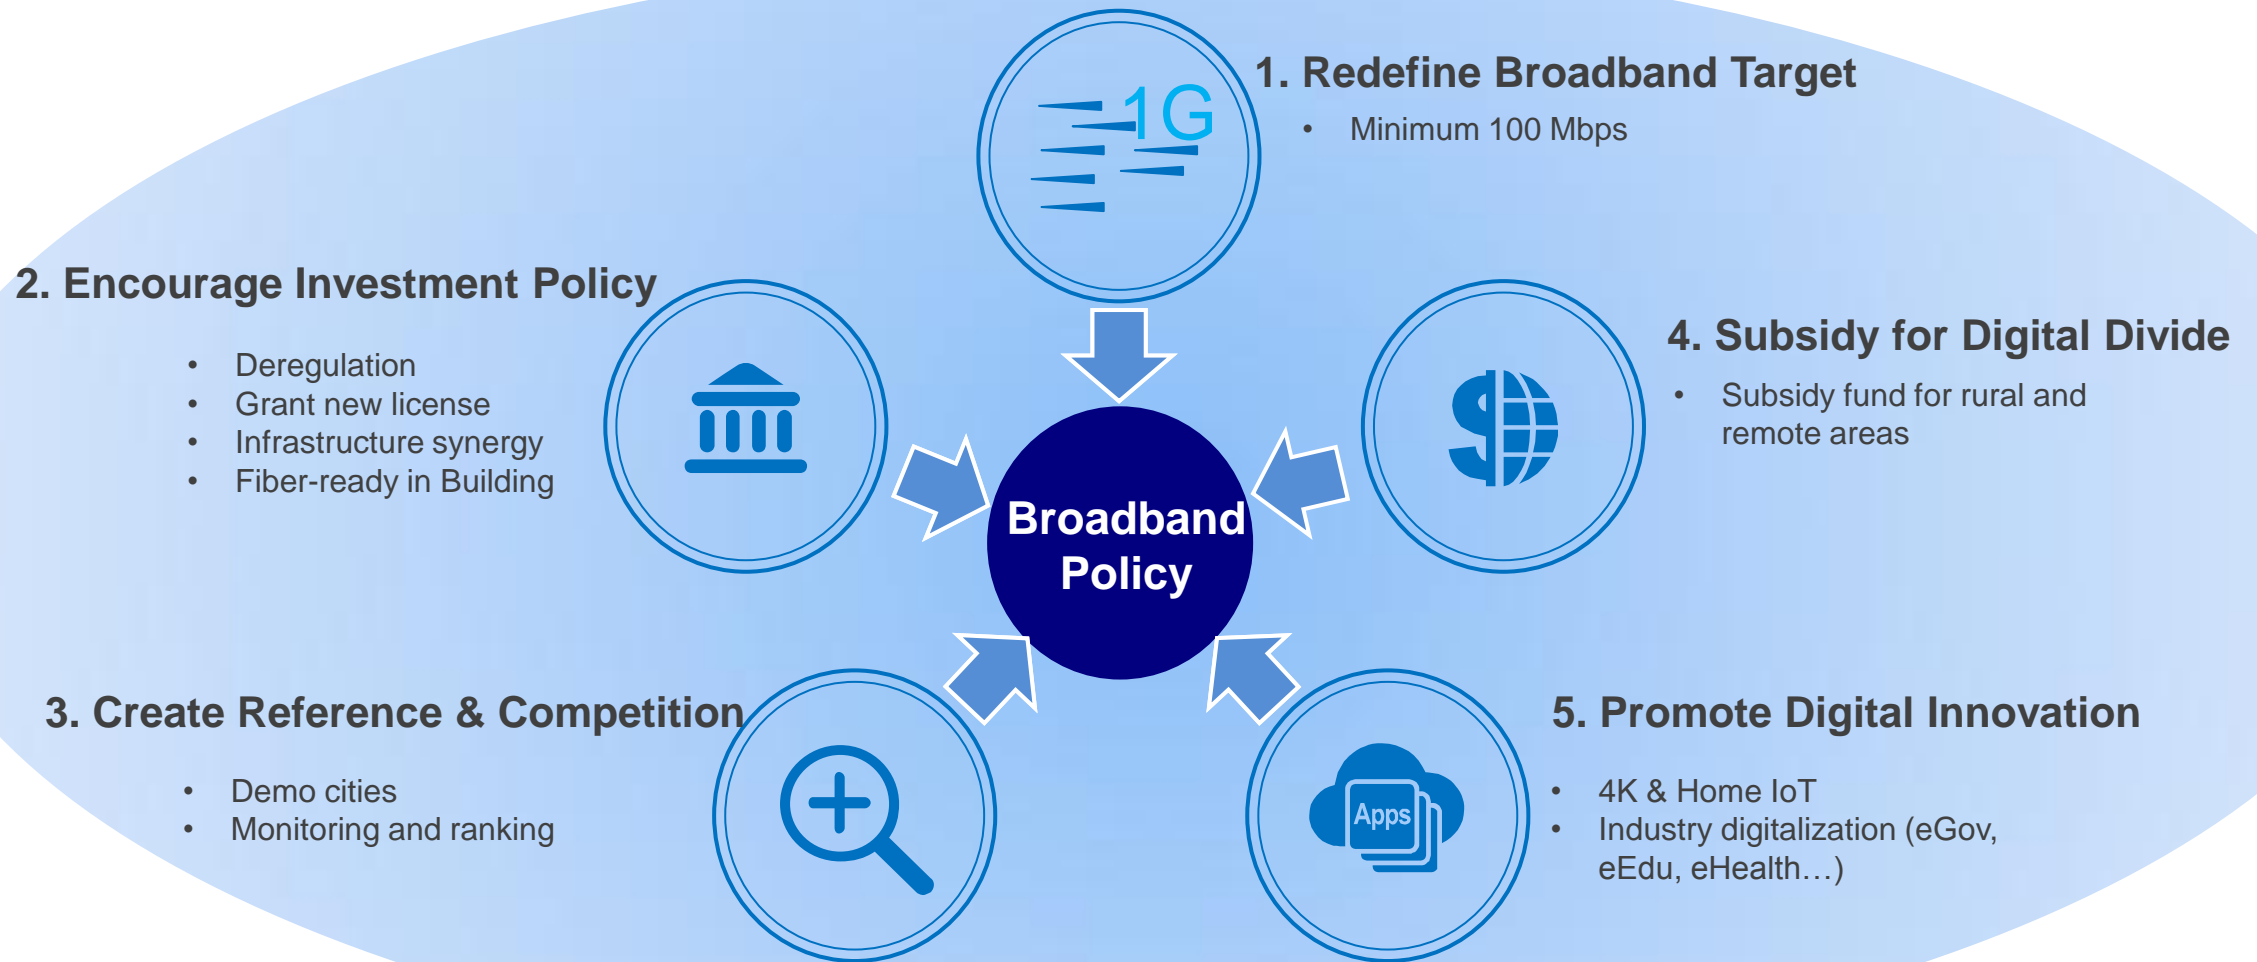 1G
1. Redefine Broadband Target
• Minimum 100 Mbps
2. Encourage Investment Policy
• Deregulation
• Grant new license
• Infrastructure synergy
• Fiber-ready in Building
3. Create Reference & Competition
• Demo cities
• Monitoring and ranking
Broadband
Policy
4. Subsidy for Digital Divide
• Subsidy fund for rural and
remote areas
5. Promote Digital Innovation
• 4K & Home IoT
• Industry digitalization (eGov,
eEdu, eHealth…)
Apps